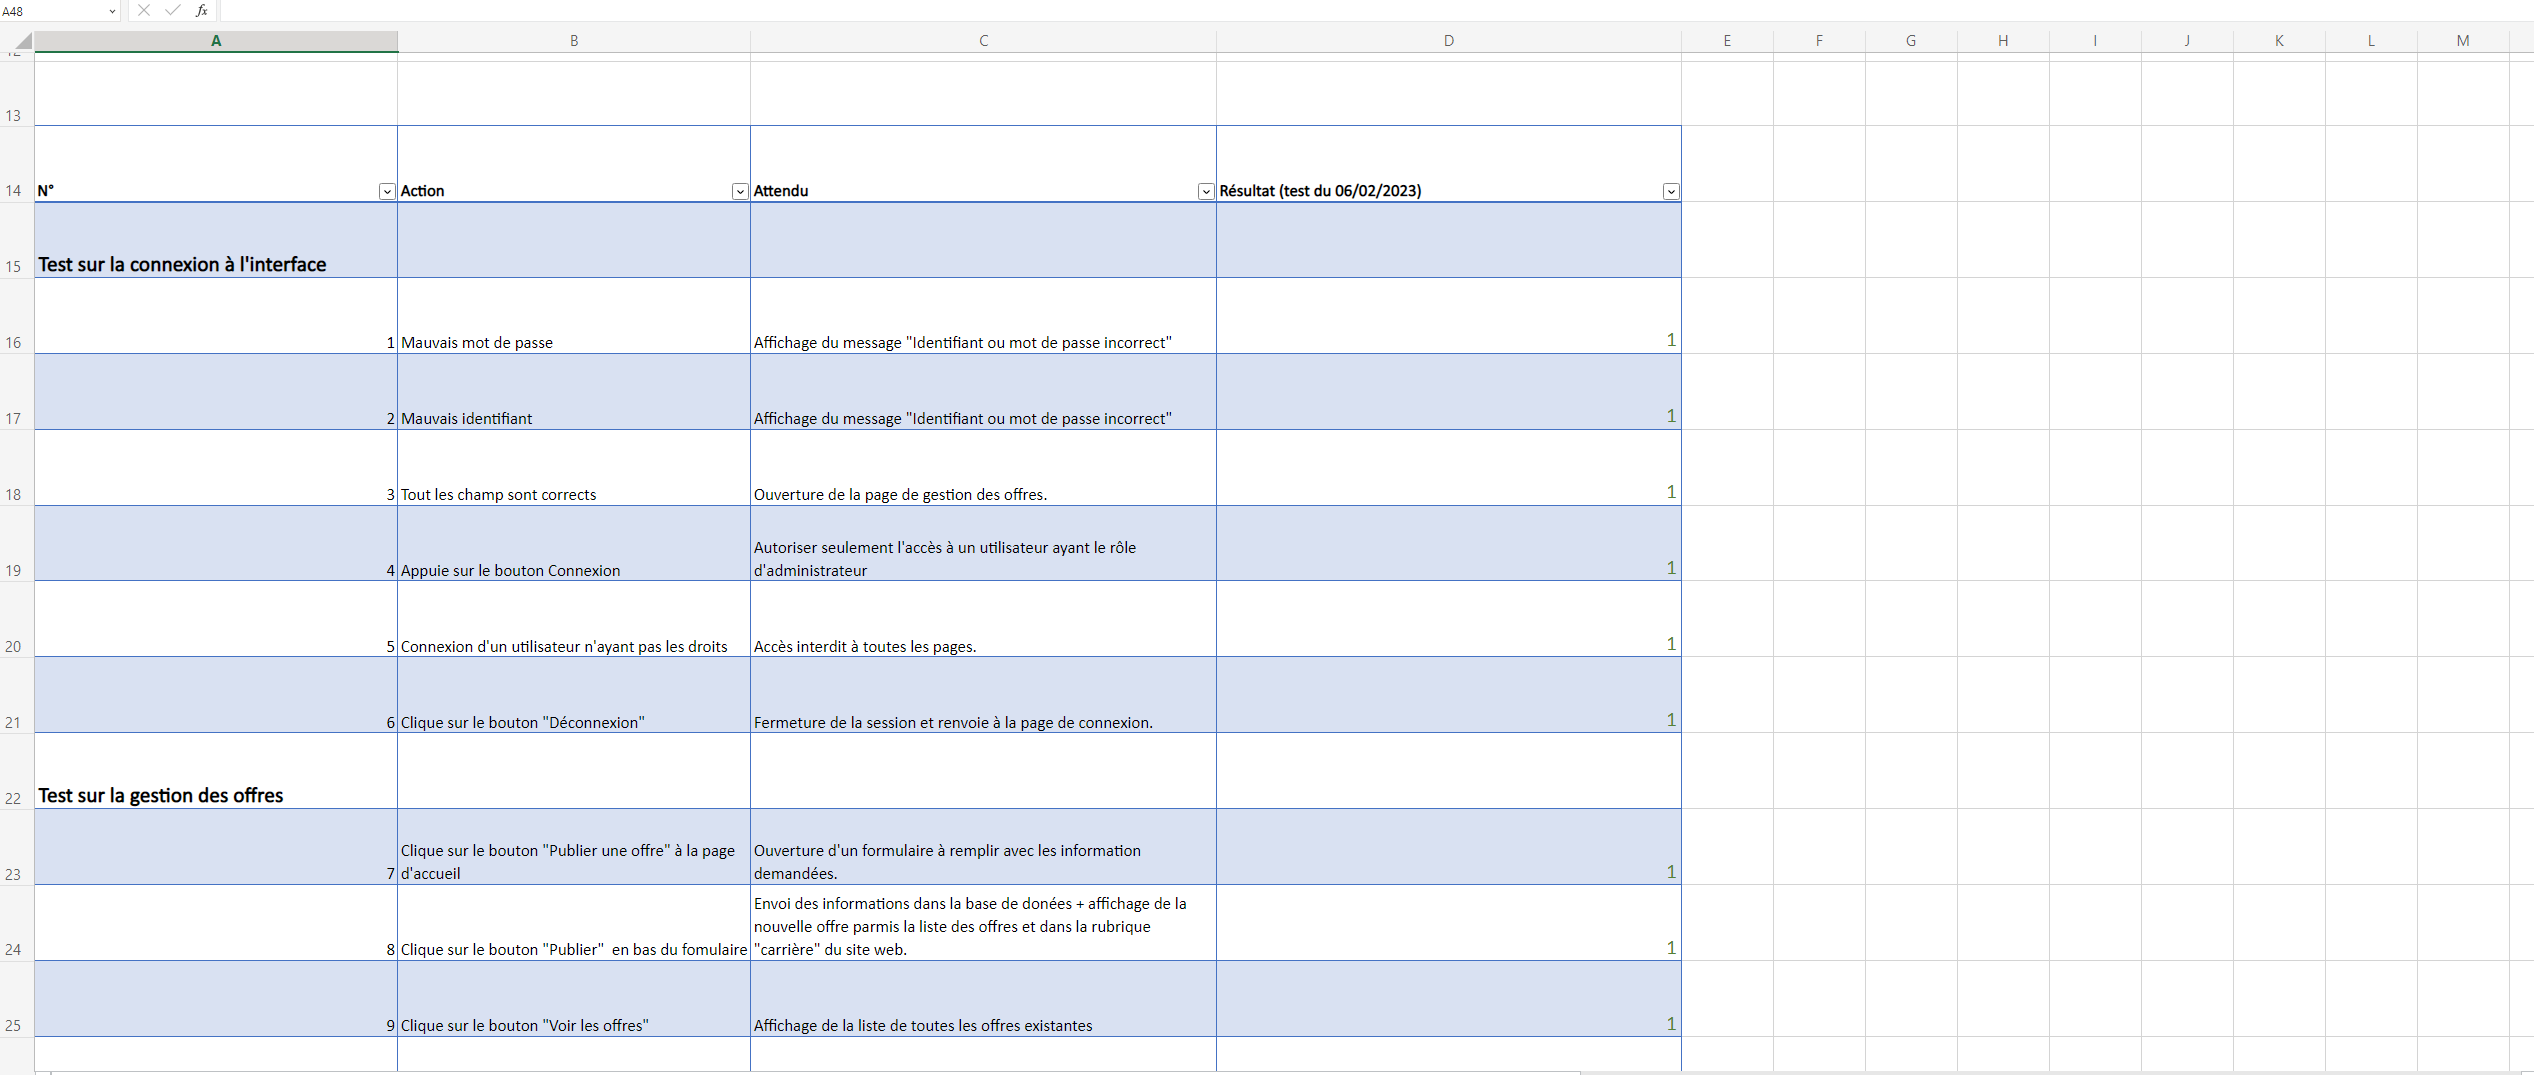 A48
fx
A B C D E F G H I J K L M
12
13
14 N° Action Attendu Résultat (test du 06/02/2023)
15 Test sur la connexion à l'interface
16 1 Mauvais mot de passe Affichage du message "Identifiant ou mot de passe incorrect" 1
17 2 Mauvais identifiant Affichage du message "Identifiant ou mot de passe incorrect" 1
18 3 Tout les champ sont corrects Ouverture de la page de gestion des offres. 1
Autoriser seulement l'accès à un utilisateur ayant le rôle
19 4 Appuie sur le bouton Connexion d'administrateur 1
20 5 Connexion d'un utilisateur n'ayant pas les droits Accès interdit à toutes les pages. 1
21 6 Clique sur le bouton "Déconnexion" Fermeture de la session et renvoie à la page de connexion. 1
22 Test sur la gestion des offres
Clique sur le bouton "Publier une offre" à la page Ouverture d'un formulaire à remplir avec les information
23 7 d'accueil demandées. 1
Envoi des informations dans la base de donées + affichage de la
nouvelle offre parmis la liste des offres et dans la rubrique
24 8 Clique sur le bouton "Publier"  en bas du fomulaire "carrière" du site web. 1
25 9 Clique sur le bouton "Voir les offres" Affichage de la liste de toutes les offres existantes 1